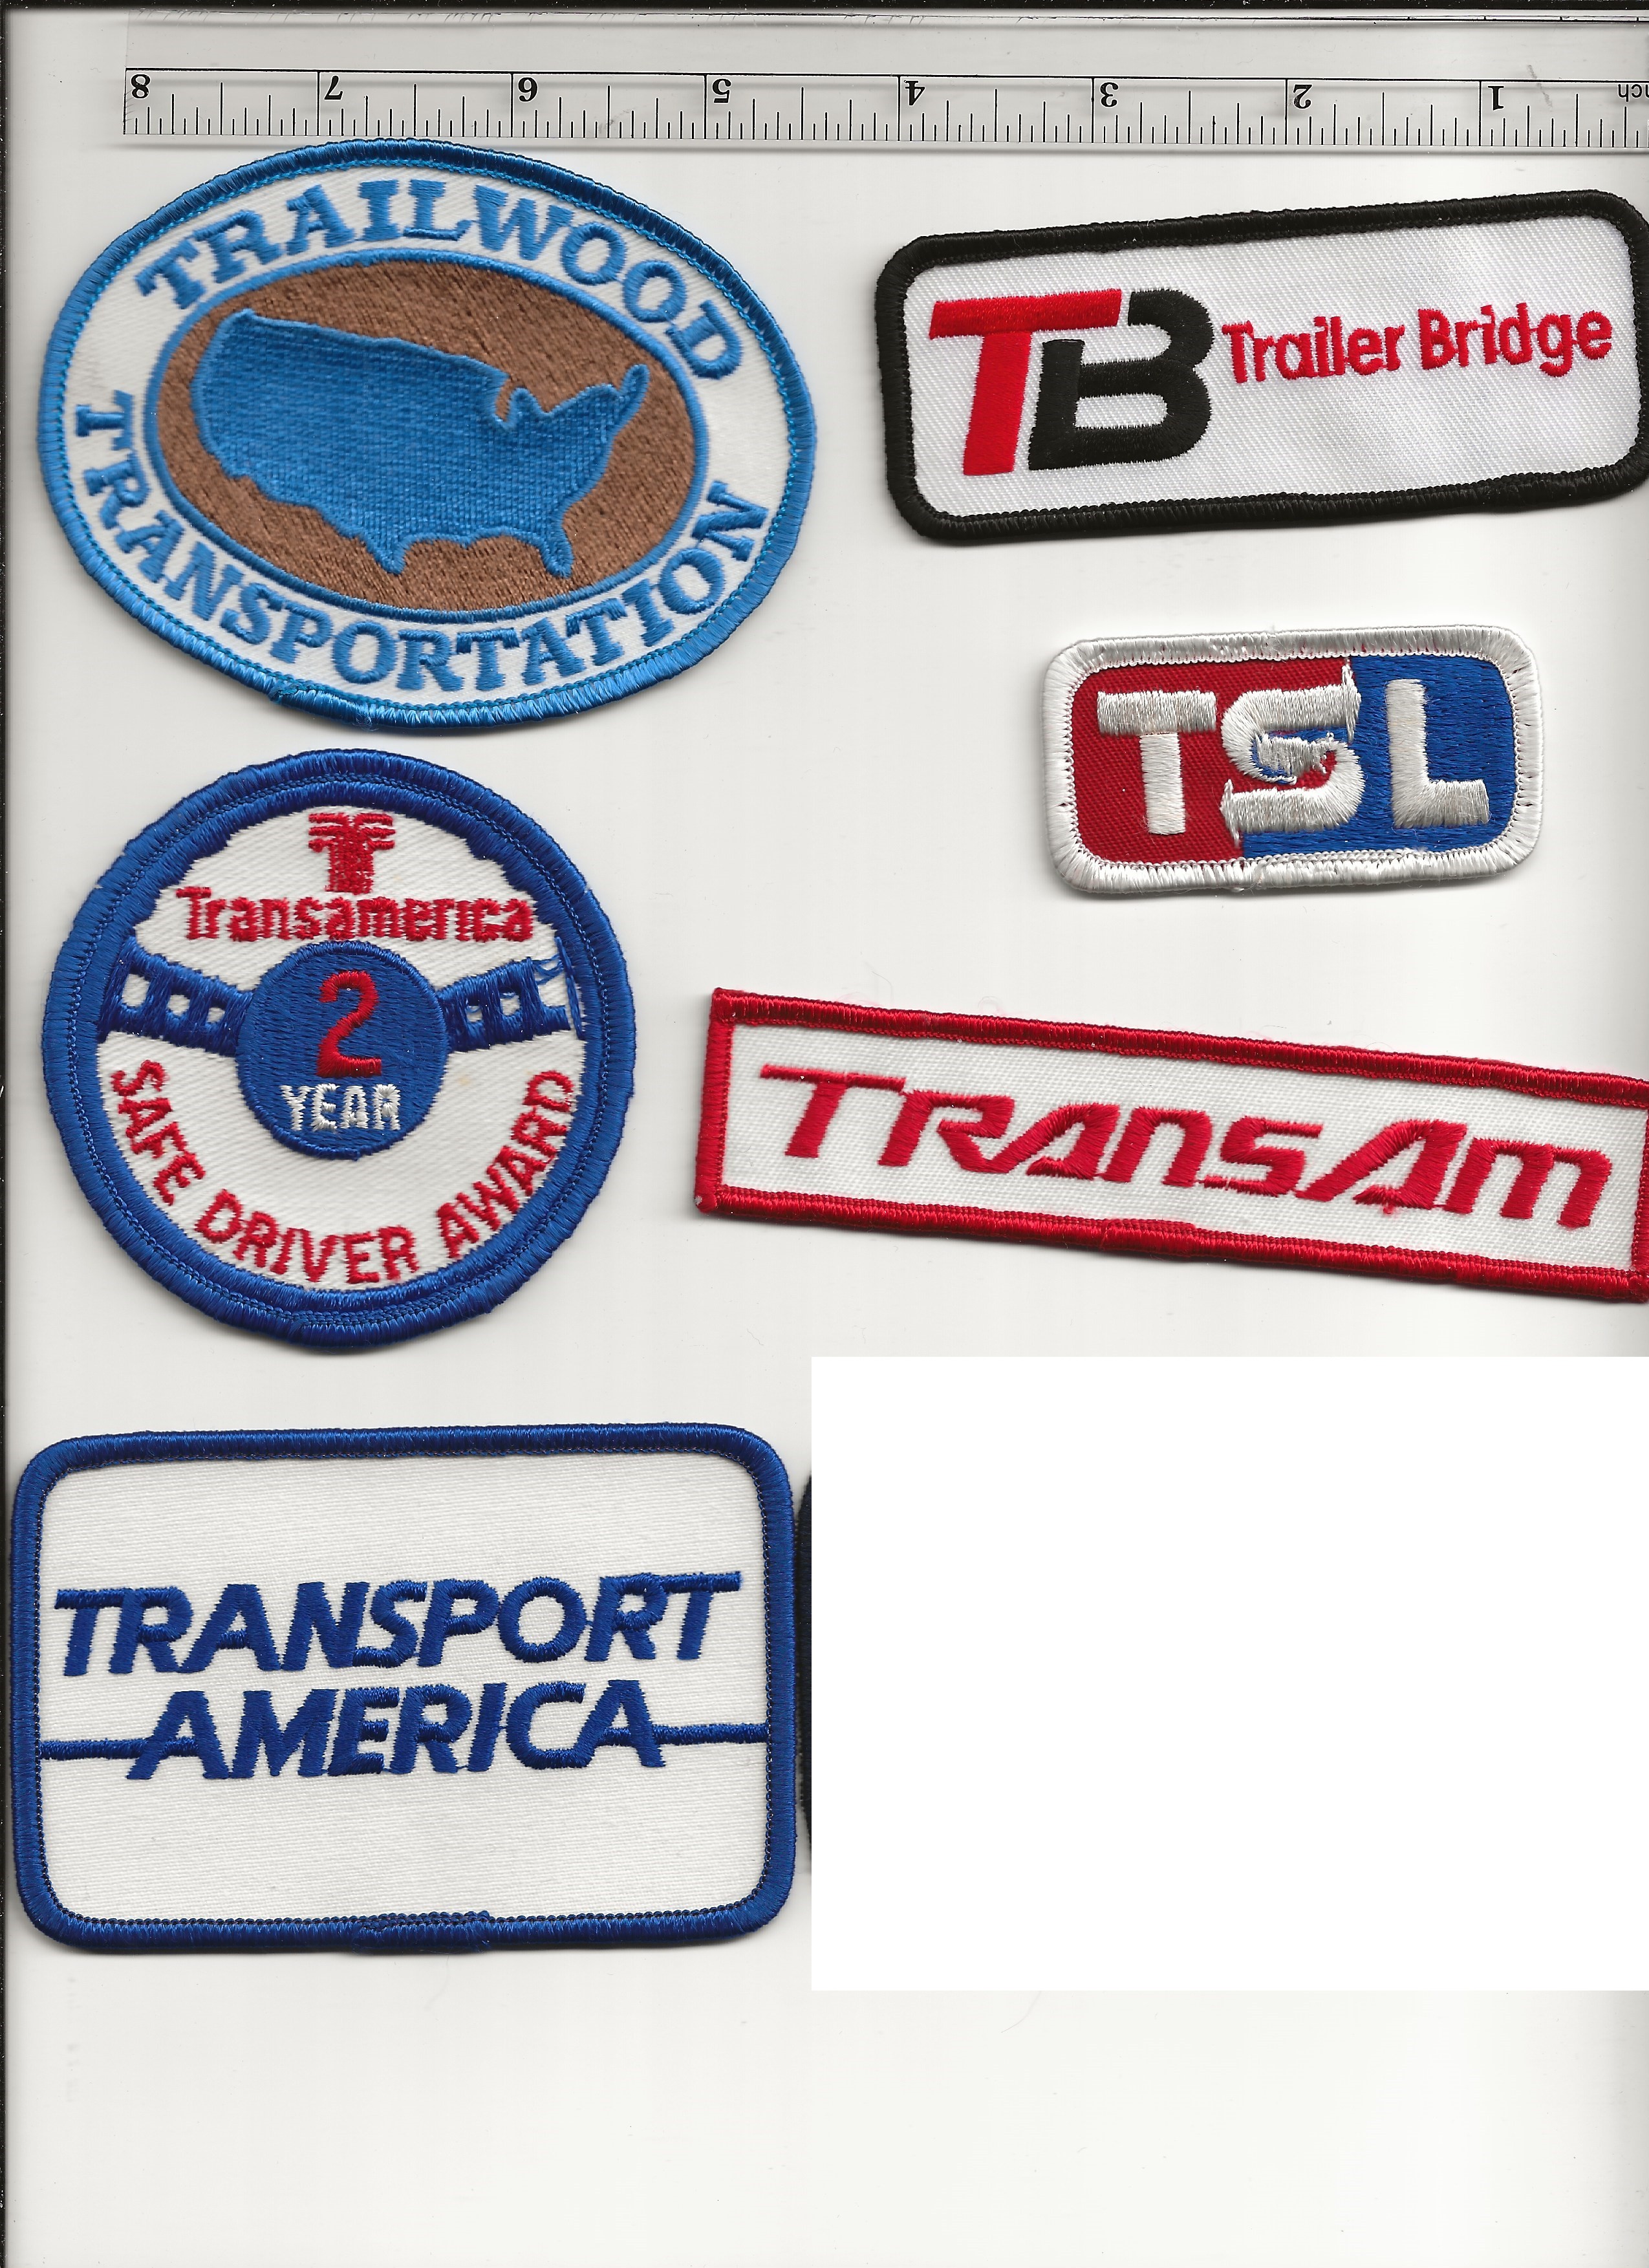 8 7 6 5 4 3 2 1 nch
TRAILWOOD
TRANSPORTATION
TB Trailer Bridge
TSL
Transamerica
2
YEAR
SAFE DRIVER AWARD
TRANSAM
TRANSPORT
AMERICA